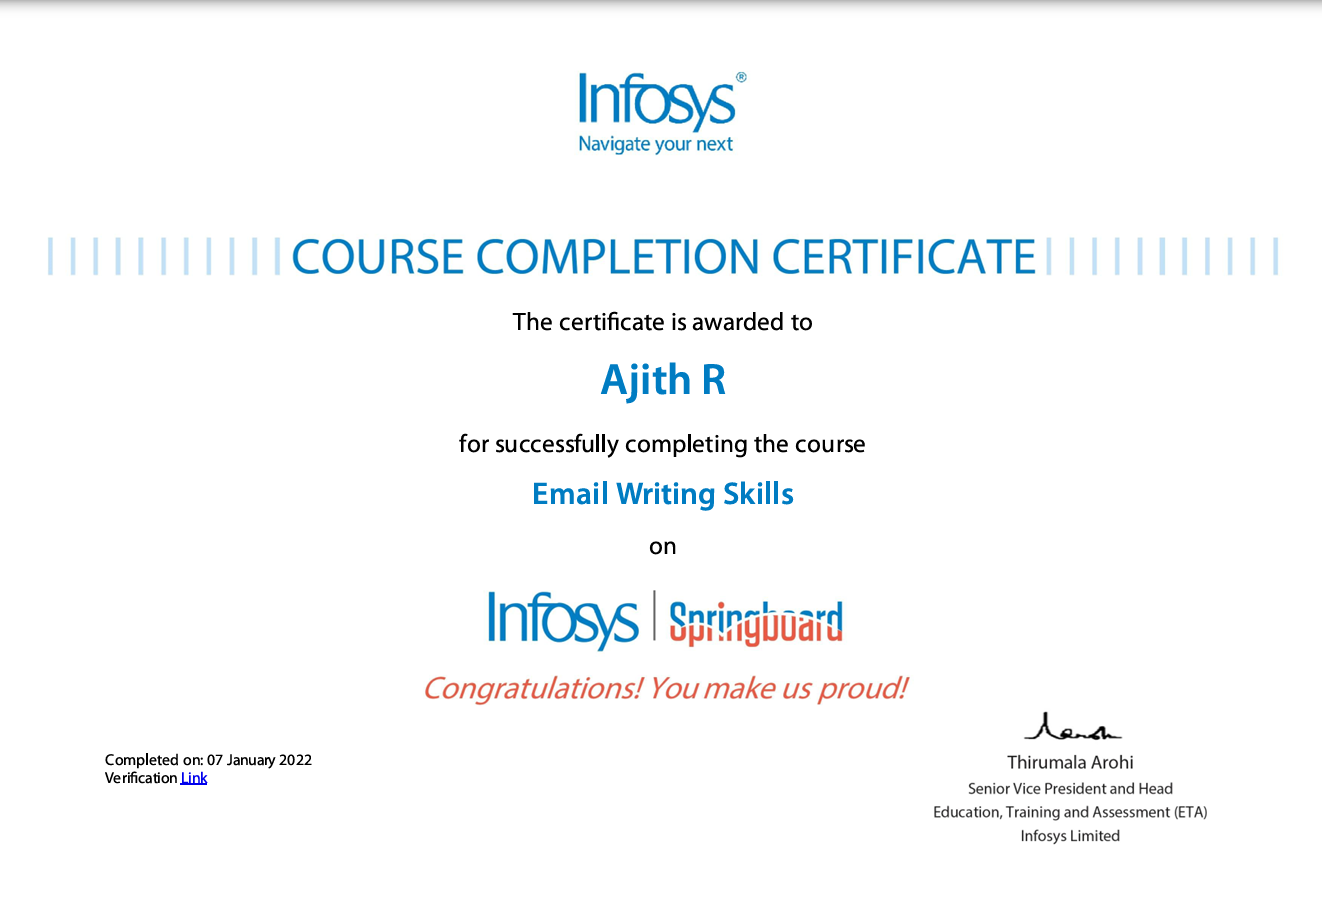 Infosys®
Navigate your next
COURSE COMPLETION CERTIFICATE
The certificate is awarded to
Ajith R
for successfully completing the course
Email Writing Skills
on
Infosys | Springboard
Congratulations! You make us proud!
Completed on: 07 January 2022
Verification Link
Thirumala Arohi
Senior Vice President and Head
Education, Training and Assessment (ETA)
Infosys Limited